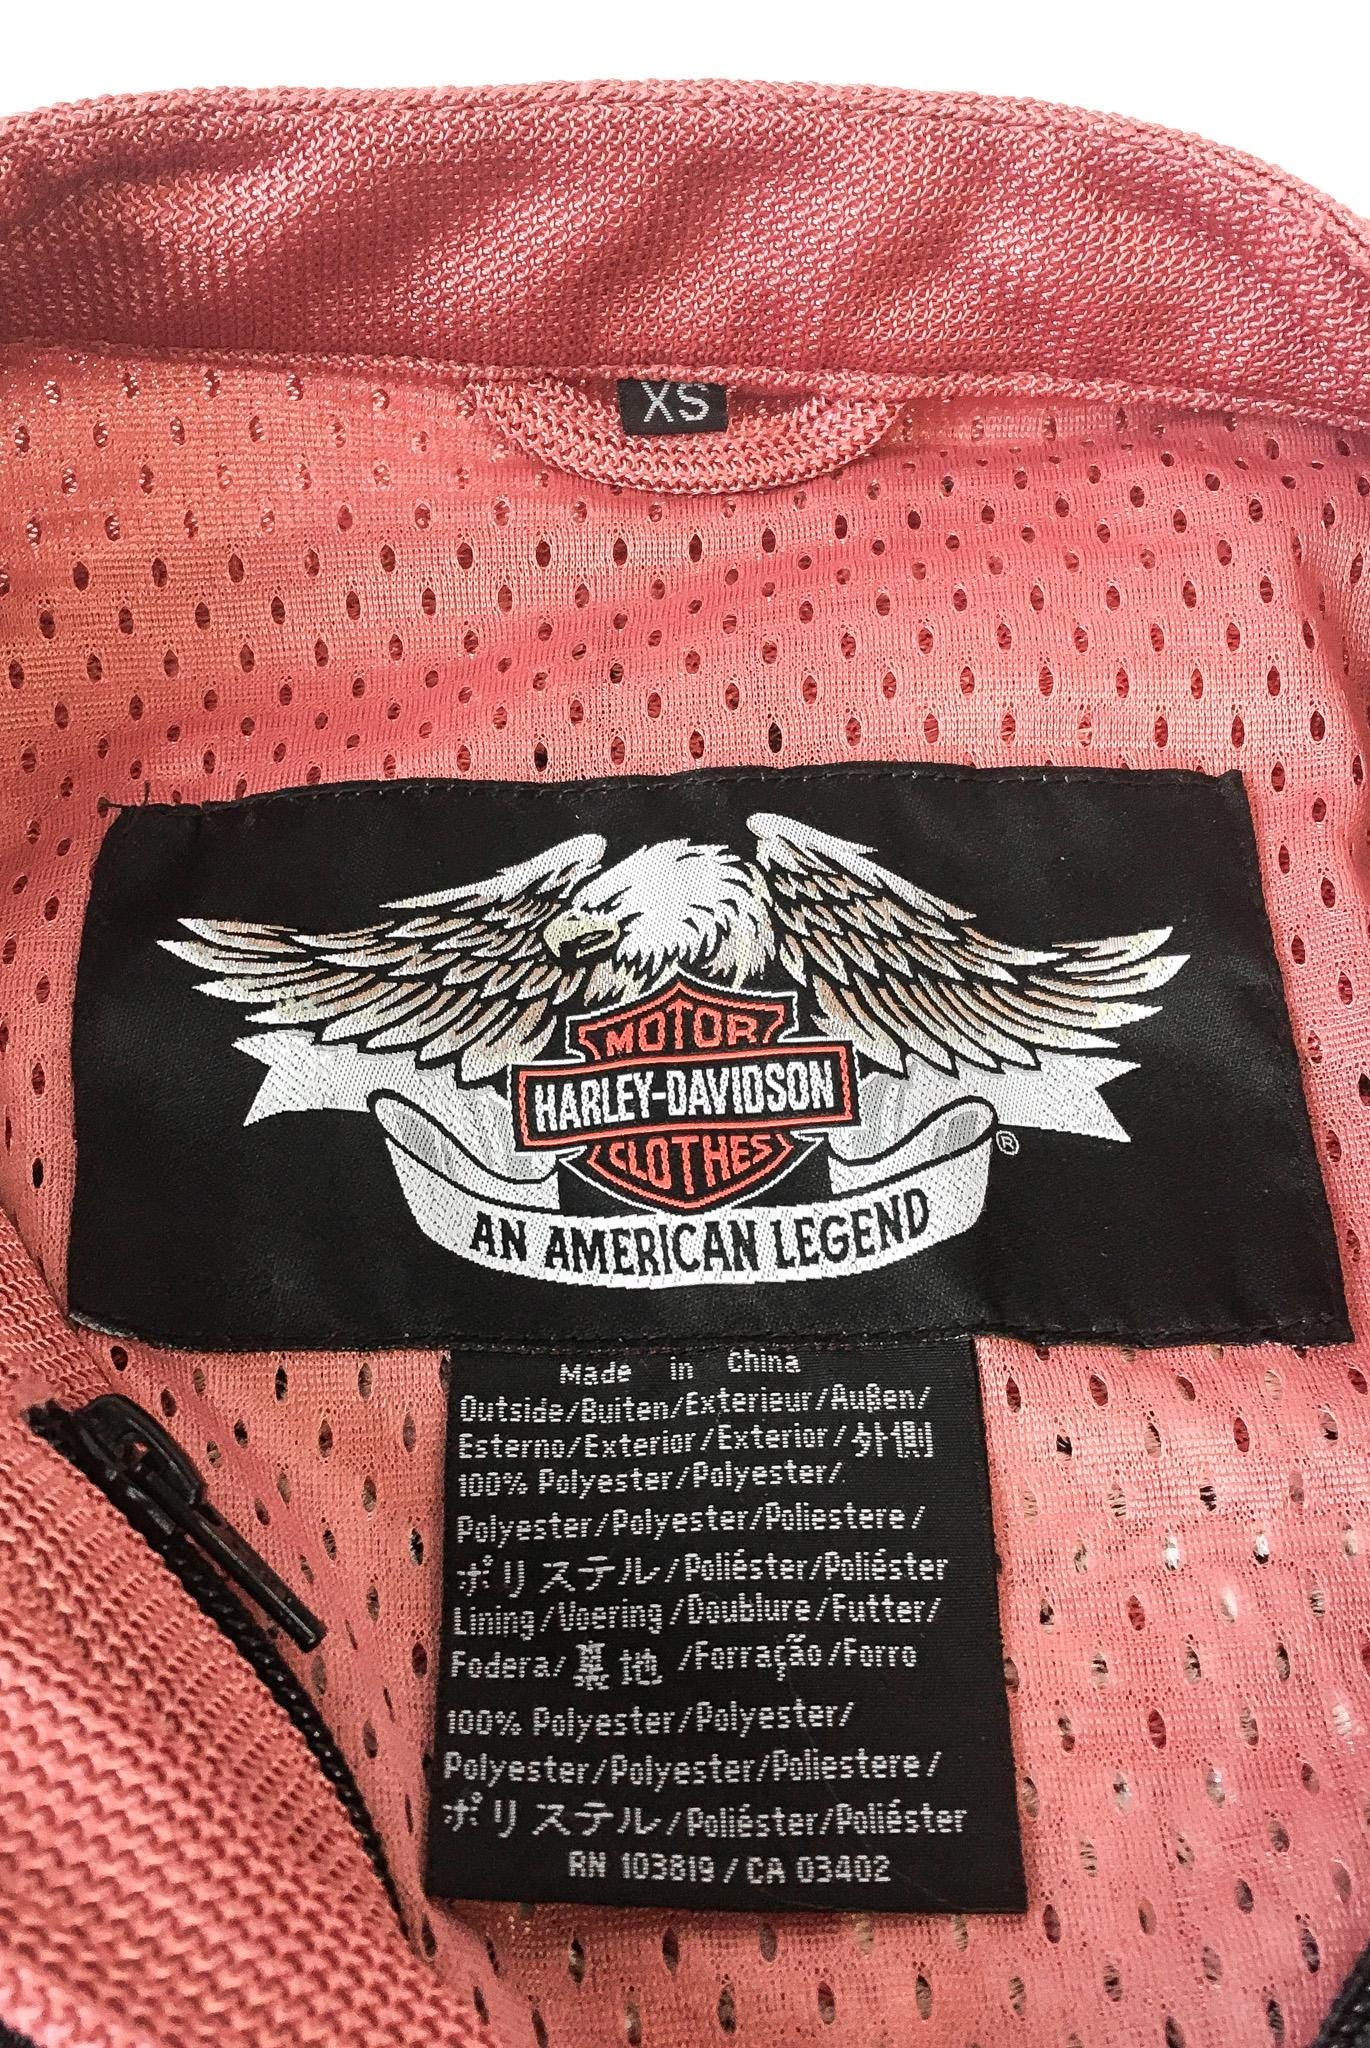 XS
MOTOR
HARLEY-DAVIDSON
CLOTHES
®
AN AMERICAN LEGEND
Made in China
Outside/Buiten/Exterieur/Außen/
Esterno/Exterior/Exterior/外側
100% Polyester/Polyester/
Polyester/Polyester/Poliestere/
ポリステル/Poliéster/Poliéster
Lining/Voering/Doublure/Futter/
Fodera/裏地/Forração/Forro
100% Polyester/Polyester/
Polyester/Polyester/Poliestere/
ポリステル/Poliéster/Poliéster
RN 103819/CA 03402